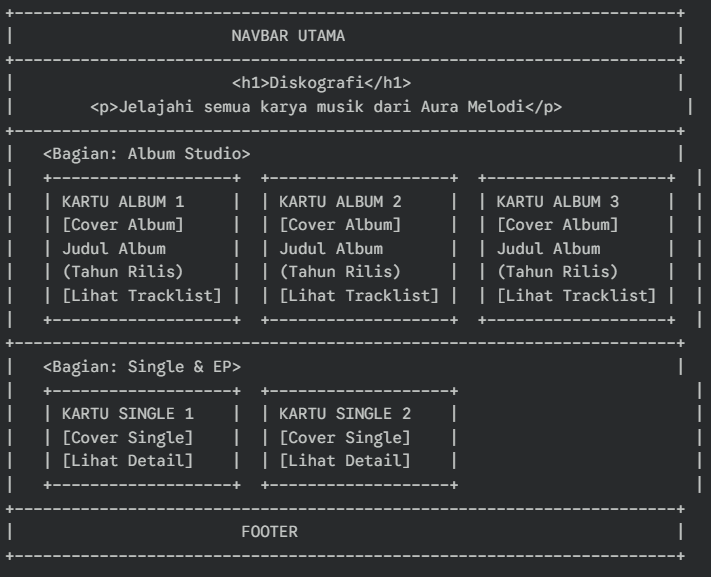 NAVBAR UTAMA
<h1>Diskografi</h1>
<p>Jelajahi semua karya musik dari Aura Melodi</p>
<Bagian: Album Studio>
KARTU ALBUM 1 | KARTU ALBUM 2 | KARTU ALBUM 3
[Cover Album] | [Cover Album] | [Cover Album]
Judul Album | Judul Album | Judul Album
(Tahun Rilis) | (Tahun Rilis) | (Tahun Rilis)
[Lihat Tracklist] | [Lihat Tracklist] | [Lihat Tracklist]
<Bagian: Single & EP>
KARTU SINGLE 1 | KARTU SINGLE 2
[Cover Single] | [Cover Single]
[Lihat Detail] | [Lihat Detail]
FOOTER